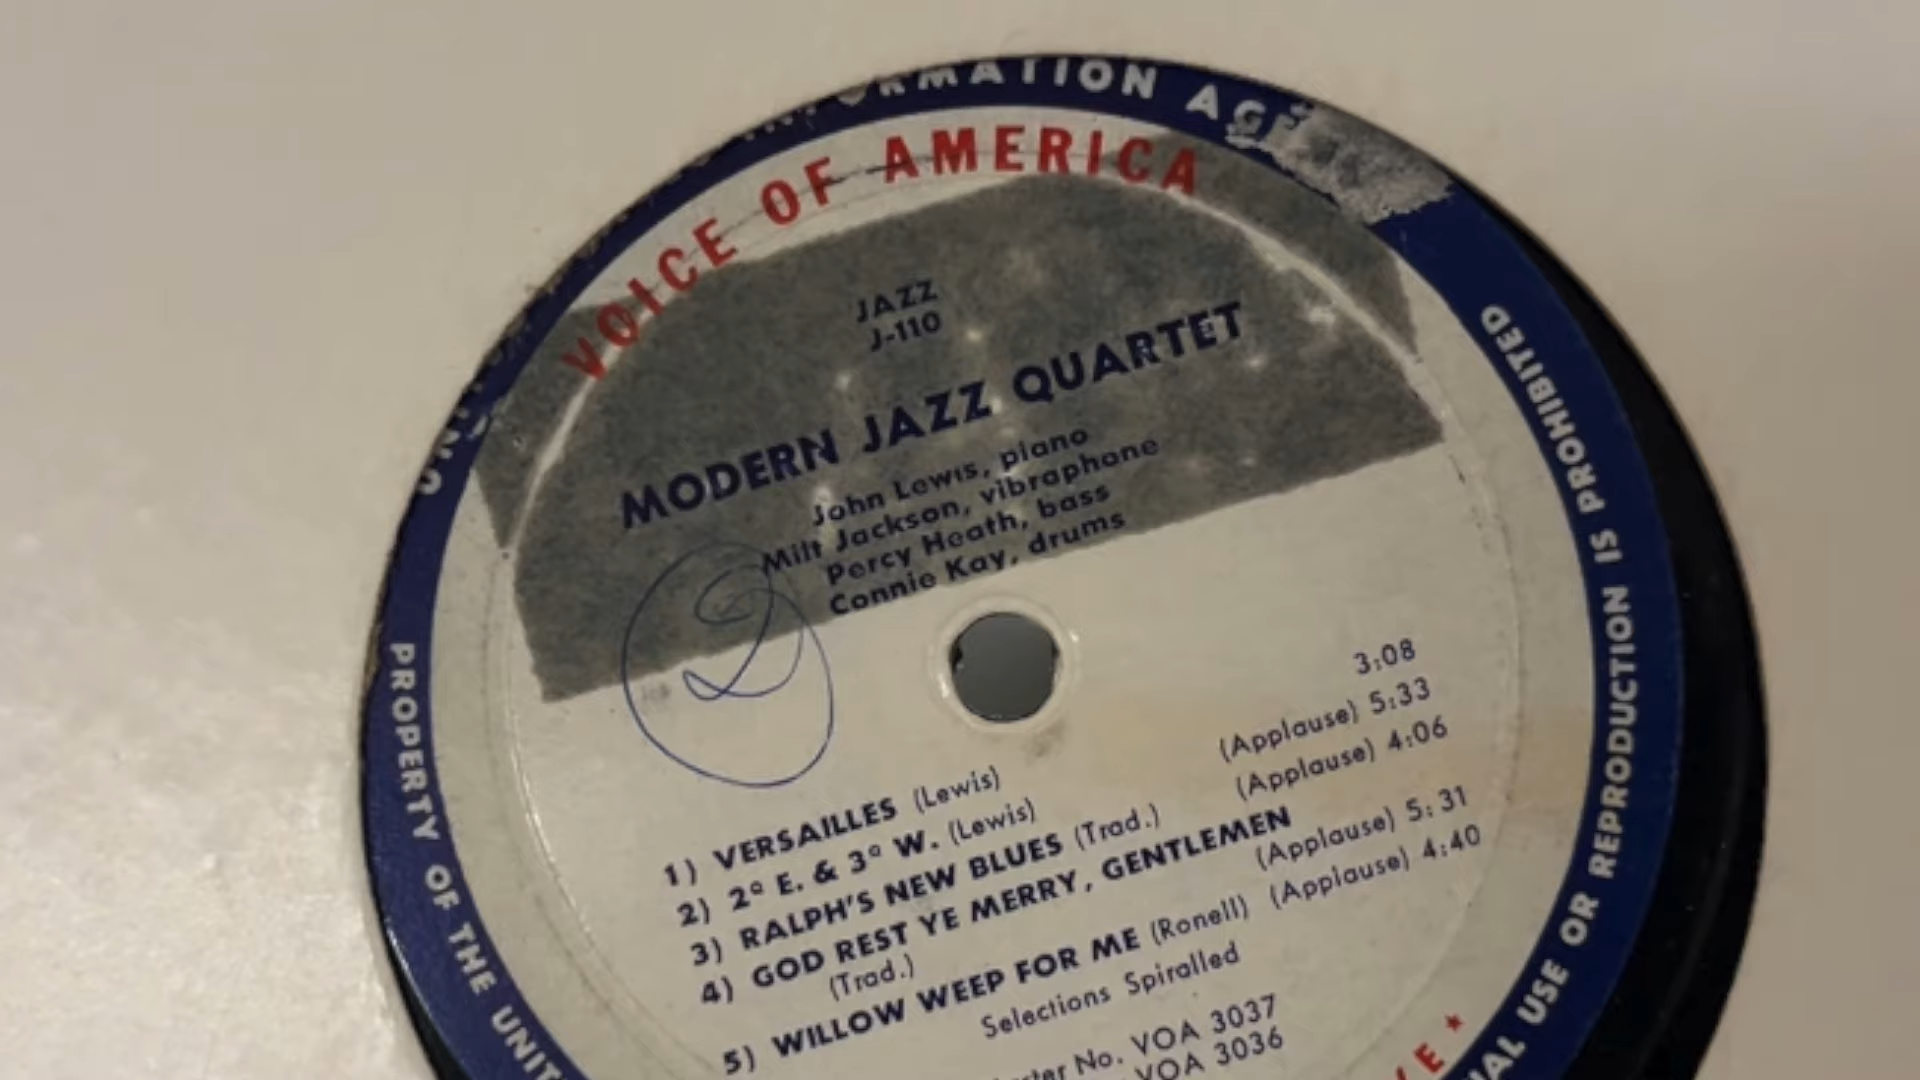 INFORMATION AGE
VOICE OF AMERICA
JAZZ
J-110
MODERN JAZZ QUARTET
John Lewis, piano
Milt Jackson, vibraphone
Percy Heath, bass
Connie Kay, drums
2
1) VERSAILLES (Lewis) 3:08
2) 2° E. & 3° W. (Lewis) (Applause) 5:33
3) RALPH'S NEW BLUES (Trad.) (Applause) 4:06
4) GOD REST YE MERRY, GENTLEMEN
(Trad.) (Applause) 5:31
5) WILLOW WEEP FOR ME (Ronell) (Applause) 4:40
Selections Spiralled
No. VOA 3037
VOA 3036
PROPERTY OF THE UNIT
USE OR REPRODUCTION IS PROHIBITED